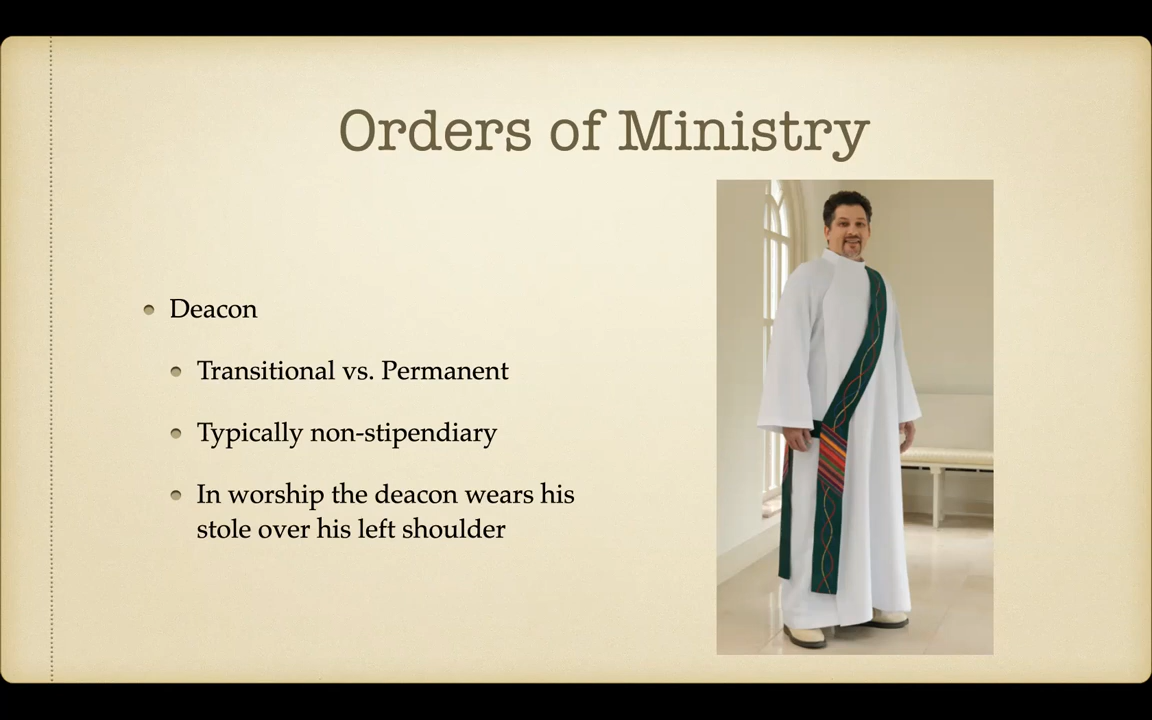 Orders of Ministry
Deacon
Transitional vs. Permanent
Typically non-stipendiary
In worship the deacon wears his
stole over his left shoulder